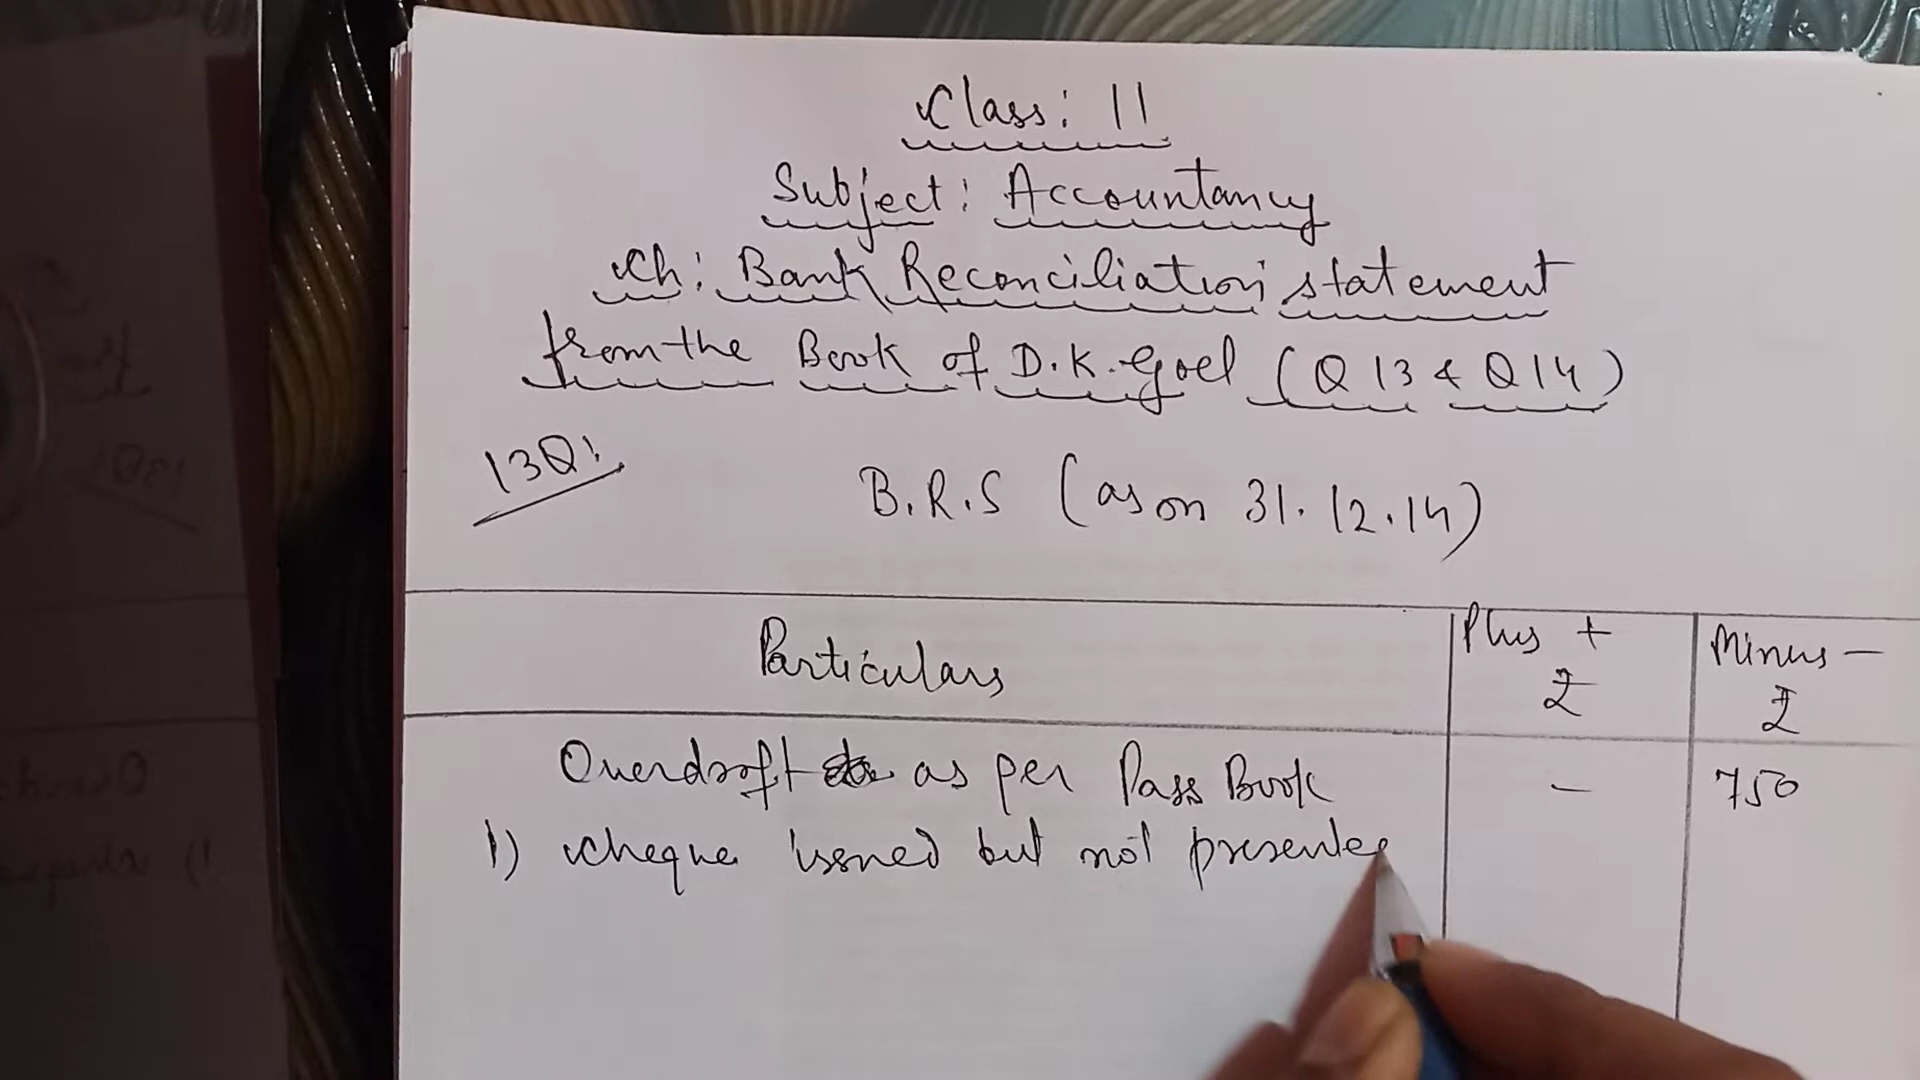 Class: 11
Subject: Accountancy
Ch: Bank Reconciliation statement
from the Book of D.K. Goel (Q 13 & Q 14)
13Q:
B.R.S (as on 31.12.14)
Particulars
Plus +
₹
Minus -
₹
Overdraft as per Pass Book - 750
1) Cheque issued but not presente